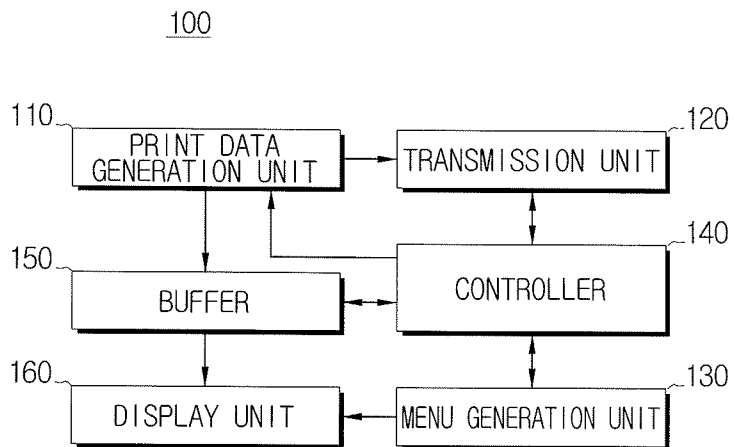 100
110
PRINT DATA
GENERATION UNIT
120
TRANSMISSION UNIT
150
BUFFER
140
CONTROLLER
160
DISPLAY UNIT
130
MENU GENERATION UNIT